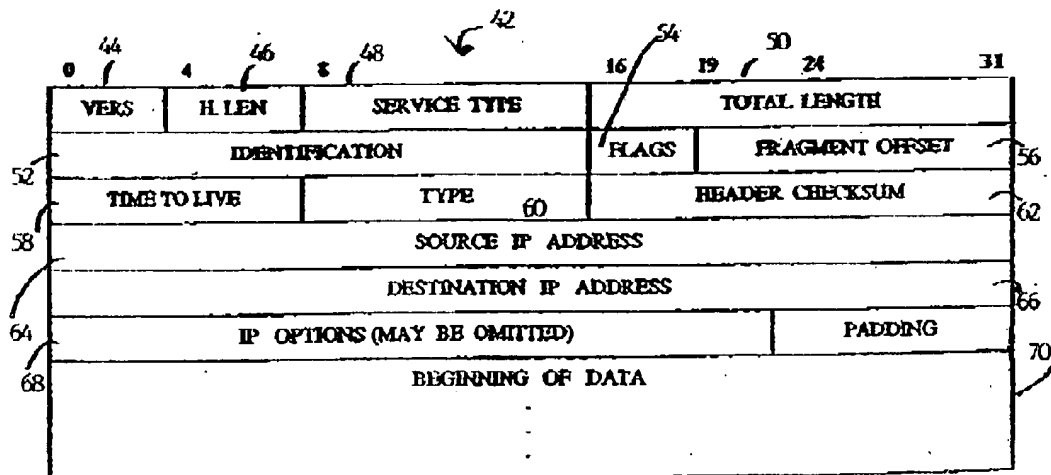 42
44 46 48 54 50
0 4 8 16 19 24 31
VERS H. LEN SERVICE TYPE TOTAL LENGTH
IDENTIFICATION FLAGS FRAGMENT OFFSET
52 56
TIME TO LIVE TYPE HEADER CHECKSUM
58 60 62
SOURCE IP ADDRESS
DESTINATION IP ADDRESS
64 66
IP OPTIONS (MAY BE OMITTED) PADDING
68 70
BEGINNING OF DATA